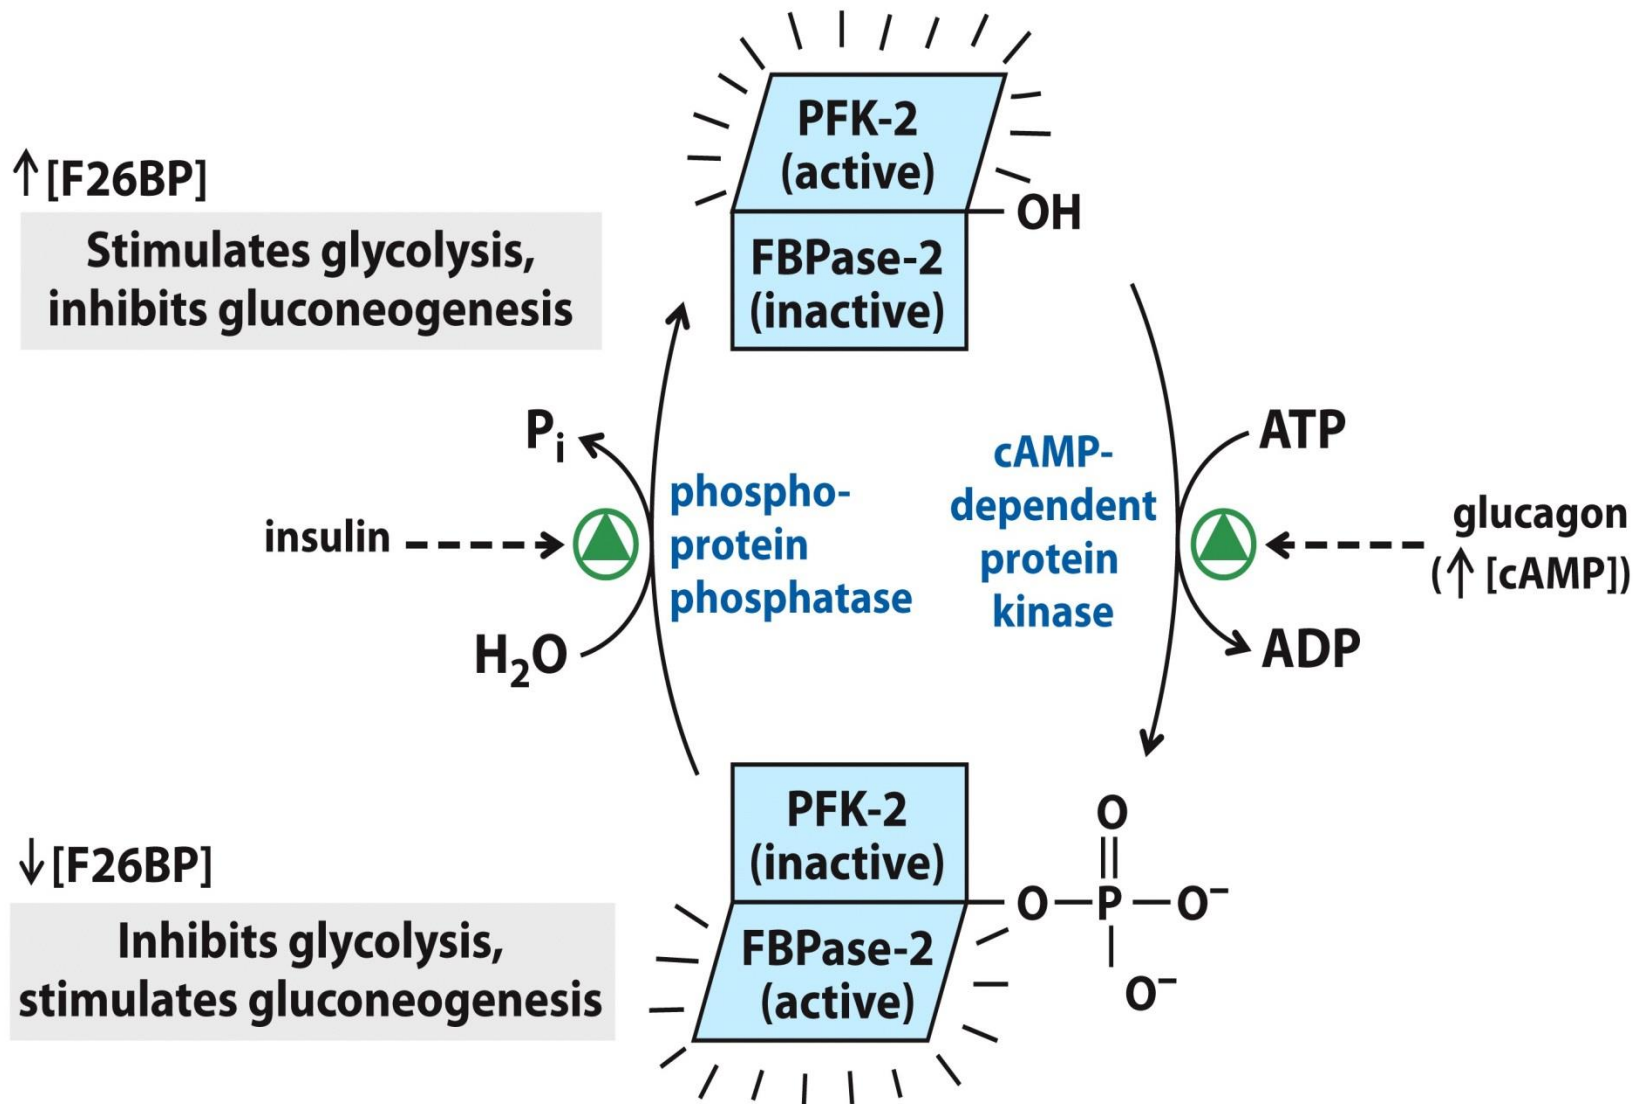 PFK-2
(active)
OH
FBPase-2
(inactive)
↑[F26BP]
Stimulates glycolysis,
inhibits gluconeogenesis
Pi
insulin
H2O
phospho-
protein
phosphatase
cAMP-
dependent
protein
kinase
ATP
glucagon
(↑ [cAMP])
ADP
↓[F26BP]
Inhibits glycolysis,
stimulates gluconeogenesis
PFK-2
(inactive)
FBPase-2
(active)
O
O—P—O−
O−